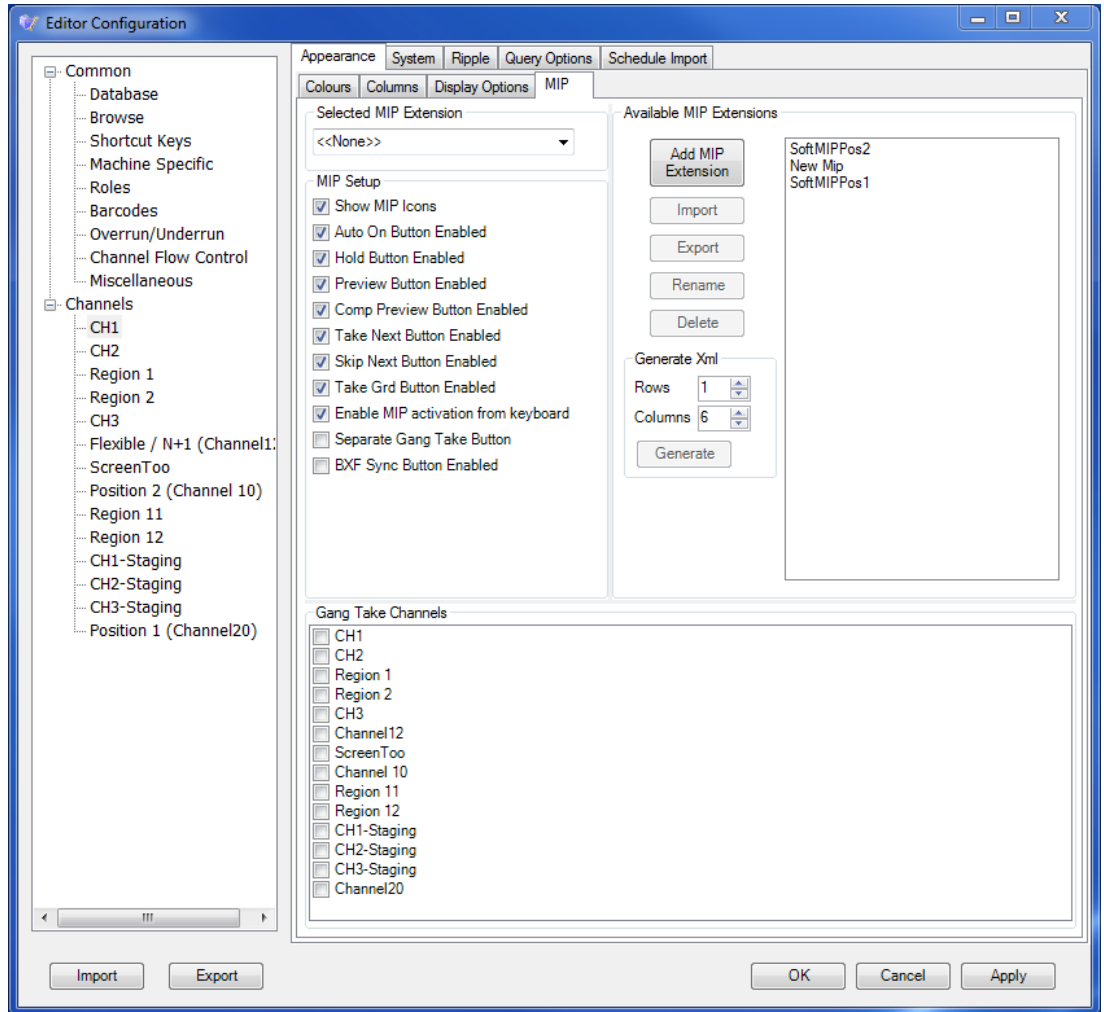 Editor Configuration
Common
Database
Browse
Shortcut Keys
Machine Specific
Roles
Barcodes
Overrun/Underrun
Channel Flow Control
Miscellaneous
Channels
CH1
CH2
Region 1
Region 2
CH3
Flexible / N+1 (Channel1
ScreenToo
Position 2 (Channel 10)
Region 11
Region 12
CH1-Staging
CH2-Staging
CH3-Staging
Position 1 (Channel20)
Appearance System Ripple Query Options Schedule Import
Colours Columns Display Options MIP
Selected MIP Extension
<<None>>
MIP Setup
Show MIP Icons
Auto On Button Enabled
Hold Button Enabled
Preview Button Enabled
Comp Preview Button Enabled
Take Next Button Enabled
Skip Next Button Enabled
Take Grd Button Enabled
Enable MIP activation from keyboard
Separate Gang Take Button
BXF Sync Button Enabled
Available MIP Extensions
Add MIP
Extension
Import
Export
Rename
Delete
Generate Xml
Rows 1
Columns 6
Generate
SoftMIPPos2
New Mip
SoftMIPPos1
Gang Take Channels
CH1
CH2
Region 1
Region 2
CH3
Channel12
ScreenToo
Channel 10
Region 11
Region 12
CH1-Staging
CH2-Staging
CH3-Staging
Channel20
Import Export OK Cancel Apply